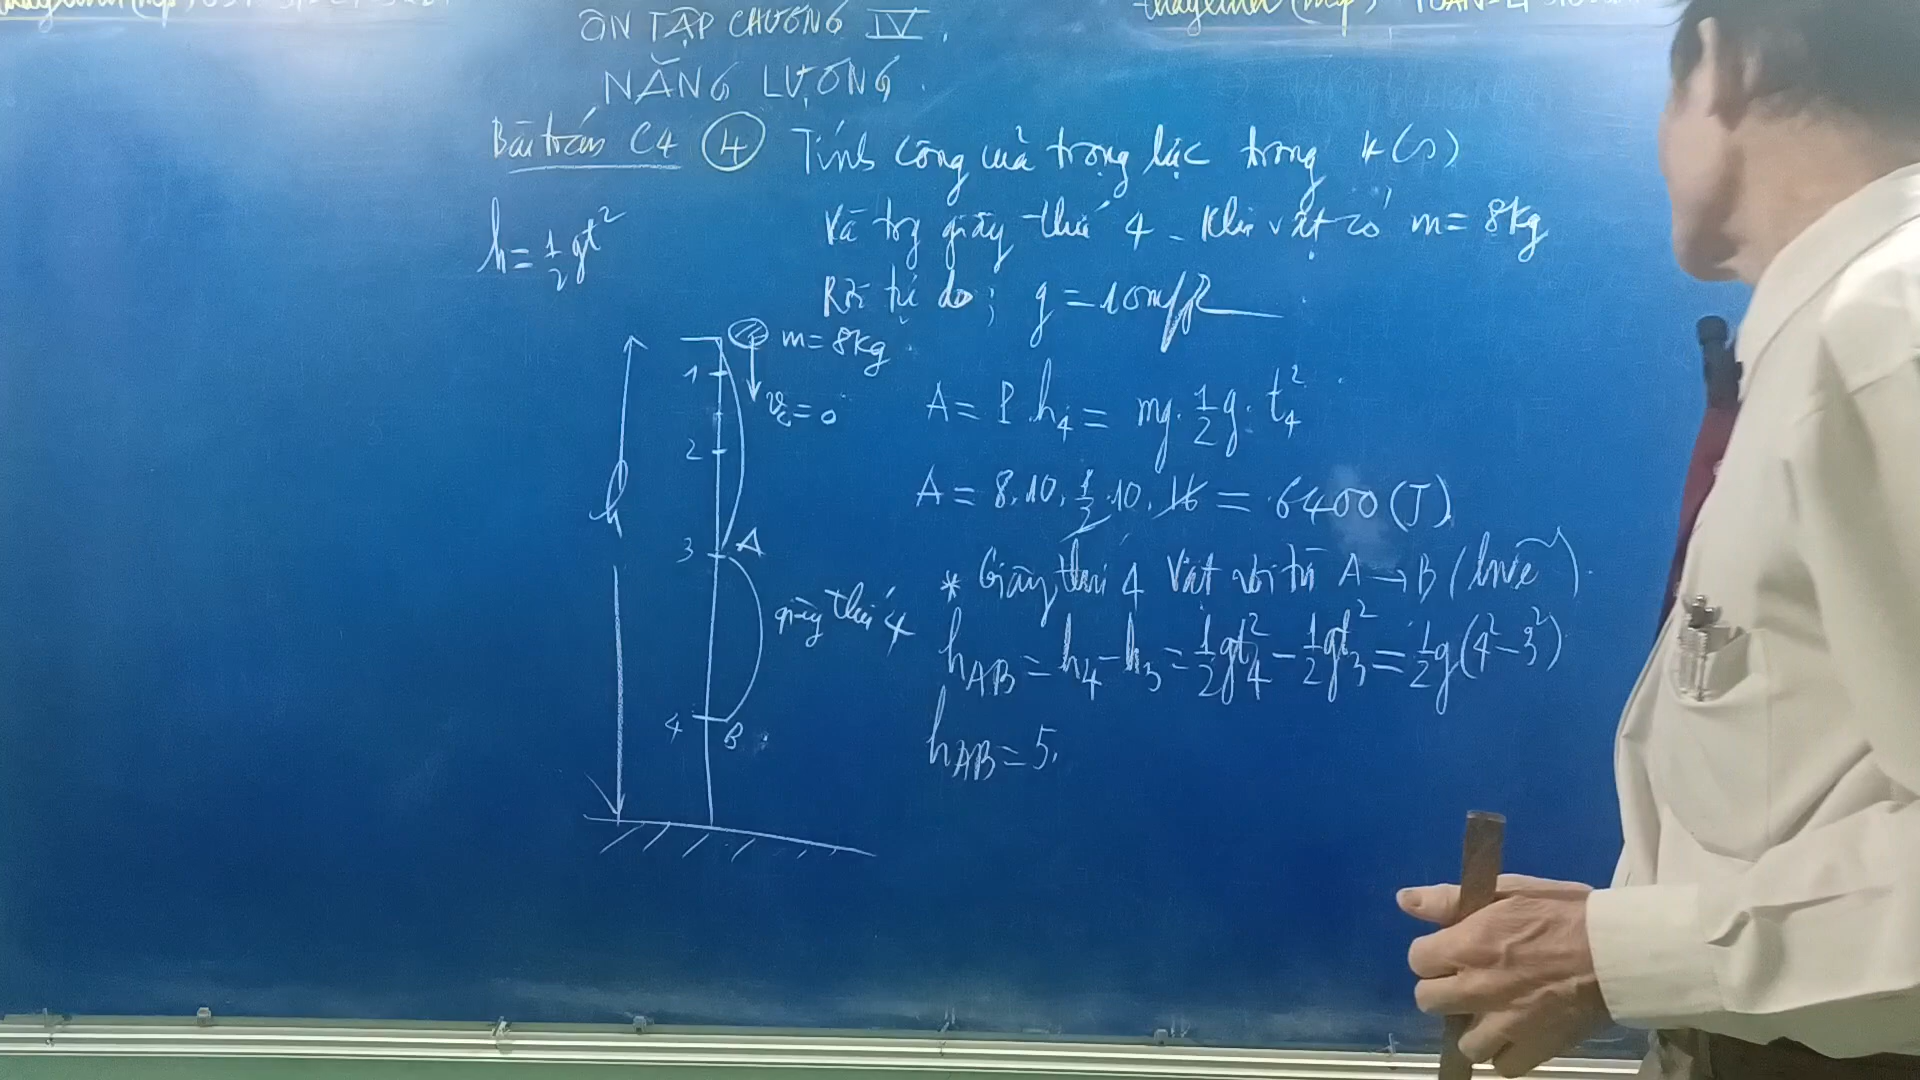 ÔN TẬP CHƯƠNG IV.
NĂNG LƯỢNG.
Bài toán C4 ④ Tính công của trọng lực trong 4(s)
Và trg giây thứ 4 - Khi vật có m = 8kg
Rơi tự do ; g = 10m/s²
h = 1/2 gt²
m = 8kg
1
v₀ = 0
2
h
3 A
giây thứ 4
4 B
A = P.h₄ = mg.1/2 g.t₄²
A = 8.10.1/2.10.16 = 6400(J)
* Giây thứ 4 Vật rơi từ A → B
h_AB = h₄ - h₃ = 1/2 gt₄² - 1/2 gt₃² = 1/2 g(4² - 3²)
h_AB = 5.